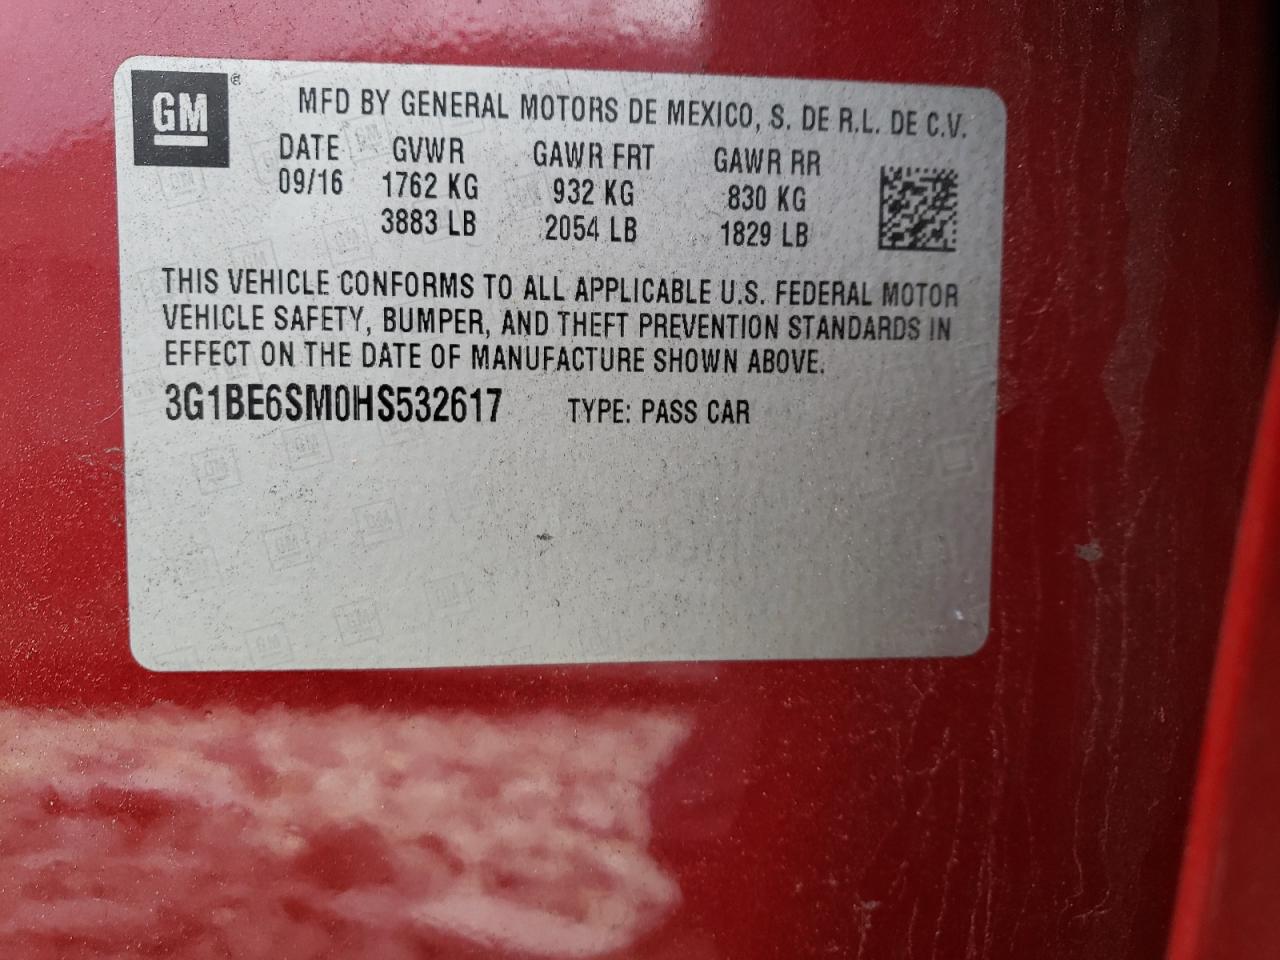 GM®
MFD BY GENERAL MOTORS DE MEXICO, S. DE R.L. DE C.V.
DATE GVWR GAWR FRT GAWR RR
09/16 1762 KG 932 KG 830 KG
3883 LB 2054 LB 1829 LB
THIS VEHICLE CONFORMS TO ALL APPLICABLE U.S. FEDERAL MOTOR
VEHICLE SAFETY, BUMPER, AND THEFT PREVENTION STANDARDS IN
EFFECT ON THE DATE OF MANUFACTURE SHOWN ABOVE.
3G1BE6SM0HS532617 TYPE: PASS CAR